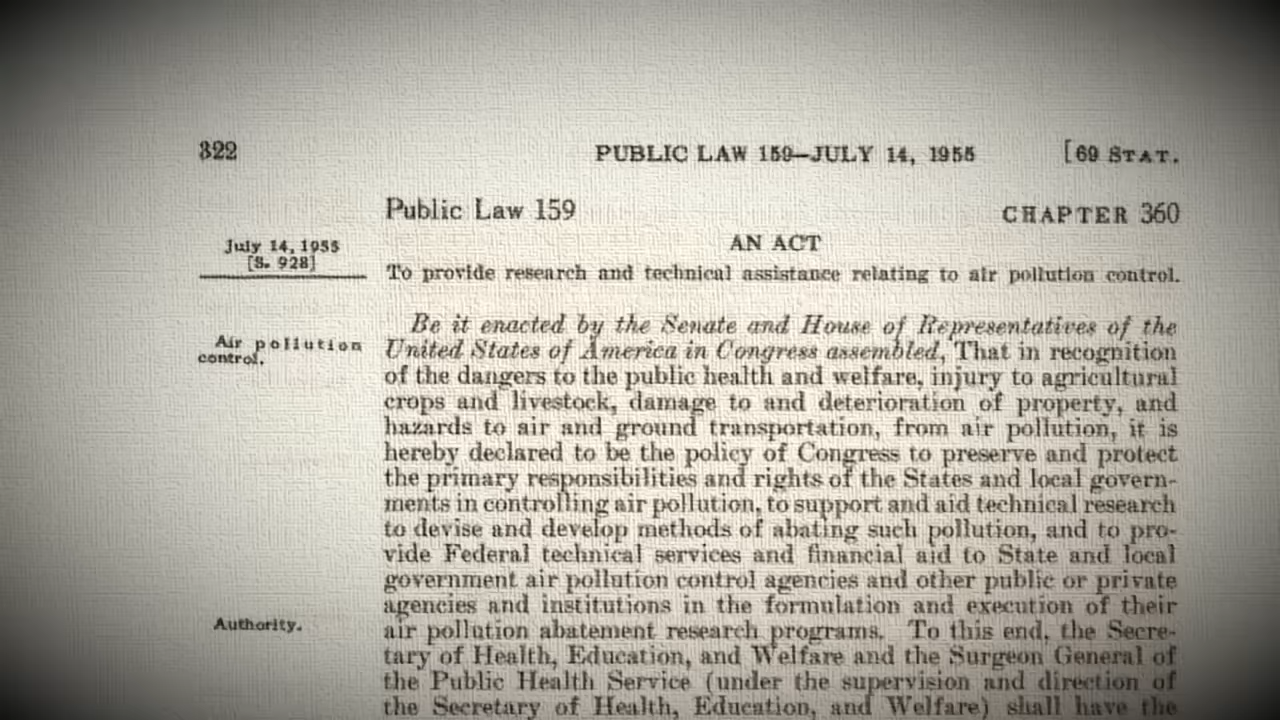 322 PUBLIC LAW 159—JULY 14, 1955 [69 STAT.
Public Law 159 CHAPTER 360
AN ACT
July 14, 1955
[S. 928]
To provide research and technical assistance relating to air pollution control.
Air pollution
control.
Be it enacted by the Senate and House of Representatives of the
United States of America in Congress assembled, That in recognition
of the dangers to the public health and welfare, injury to agricultural
crops and livestock, damage to and deterioration of property, and
hazards to air and ground transportation, from air pollution, it is
hereby declared to be the policy of Congress to preserve and protect
the primary responsibilities and rights of the States and local govern-
ments in controlling air pollution, to support and aid technical research
to devise and develop methods of abating such pollution, and to pro-
vide Federal technical services and financial aid to State and local
government air pollution control agencies and other public or private
agencies and institutions in the formulation and execution of their
Authority.
air pollution abatement research programs. To this end, the Secre-
tary of Health, Education, and Welfare and the Surgeon General of
the Public Health Service (under the supervision and direction of
the Secretary of Health, Education, and Welfare) shall have the